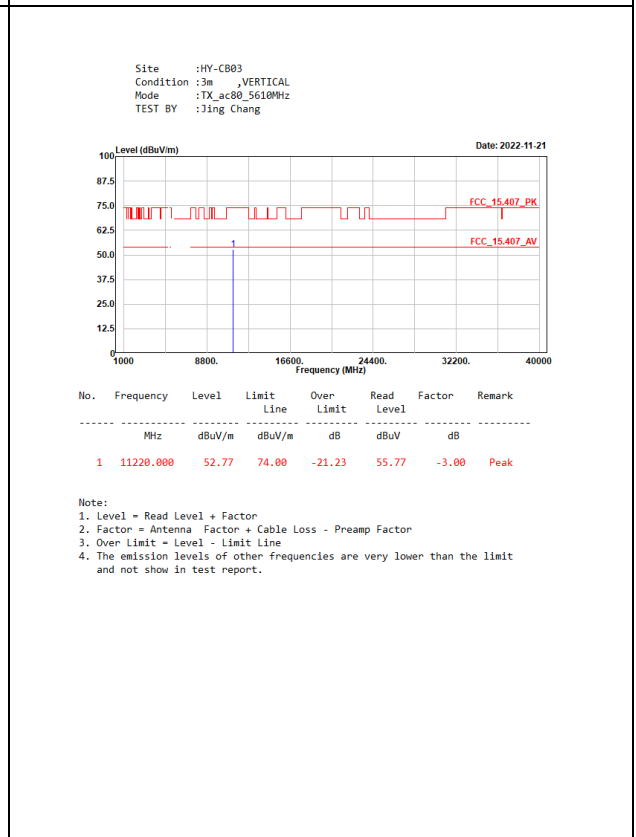 Site      :HY-CB03
Condition :3m    ,VERTICAL
Mode      :TX_ac80_5610MHz
TEST BY   :Jing Chang
Level (dBuV/m)
Date: 2022-11-21
100
87.5
75.0
FCC_15.407_PK
62.5
FCC_15.407_AV
1
50.0
37.5
25.0
12.5
0
1000 8800. 16600. 24400. 32200. 40000
Frequency (MHz)
No. Frequency Level Limit Over Read Factor Remark
Line Limit Level
------ ----------- -------- --------- -------- -------- -------- ---------
MHz dBuV/m dBuV/m dB dBuV dB
1 11220.000 52.77 74.00 -21.23 55.77 -3.00 Peak
Note:
1. Level = Read Level + Factor
2. Factor = Antenna  Factor + Cable Loss - Preamp Factor
3. Over Limit = Level - Limit Line
4. The emission levels of other frequencies are very lower than the limit
and not show in test report.